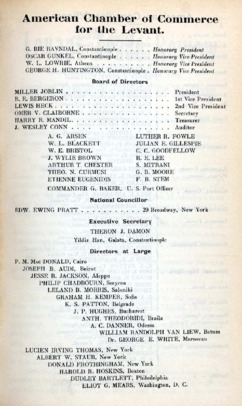 American Chamber of Commerce
for the Levant.
G. BIE RAVNDAL, Constantinople . . . . . . . Honorary President
OSCAR GUNKEL, Constantinople . . . . . Honorary Vice President
W. L. LOWRIE, Athens . . . . . . . Honorary Vice President
GEORGE H. HUNTINGTON, Constantinople . Honorary Vice President
Board of Directors
MILLER JOBLIN . . . . . . . . . . President
B. E. BERGERON . . . . . . . . . . 1st Vice President
LEWIS HECK . . . . . . . . . . 2nd Vice President
OMER V. CLAIBORNE . . . . . . . . . . Secretary
HARRY R. MANDIL . . . . . . . . . . Treasurer
J. WESLEY CONN . . . . . . . . . . Auditor
A. G. ABSEN LUTHER R. FOWLE
W. L. BLACKETT JULIAN E. GILLESPIE
W. E. BRISTOL C. C. GOODFELLOW
J. WYLIE BROWN R. E. LEE
ARTHUR T. CHESTER S. MITRANI
THEO. N. CURMUSI G. B. MOORE
ETIENNE EUGENIDIS F. B. STEM
COMMANDER G. BAKER, U. S. Port Officer
National Councillor
EDW. EWING PRATT . . . . . . . . 29 Broadway, New York
Executive Secretary
THERON J. DAMON
Yildiz Han, Galata, Constantinople
Directors at Large
P. M. Mc DONALD, Cairo
JOSEPH B. AUDI, Beirut
JESSE B. JACKSON, Aleppo
PHILIP CHADBOURN, Smyrna
LELAND B. MORRIS, Saloniki
GRAHAM H. KEMPER, Sofia
K. S. PATTON, Belgrade
J. P. HUGHES, Bucharest
ANTH. THEODORIDI, Braila
A. C. DANNER, Odessa
WILLIAM RANDOLPH VAN LIEW, Batum
Dr. GEORGE E. WHITE, Marsovan
LUCIEN IRVING THOMAS, New York
ALBERT W. STAUB, New York
DONALD FROTHINGHAM, New York
HAROLD B. HOSKINS, Boston
DUDLEY BARTLETT, Philadelphia
ELIOT G. MEARS, Washington, D. C.